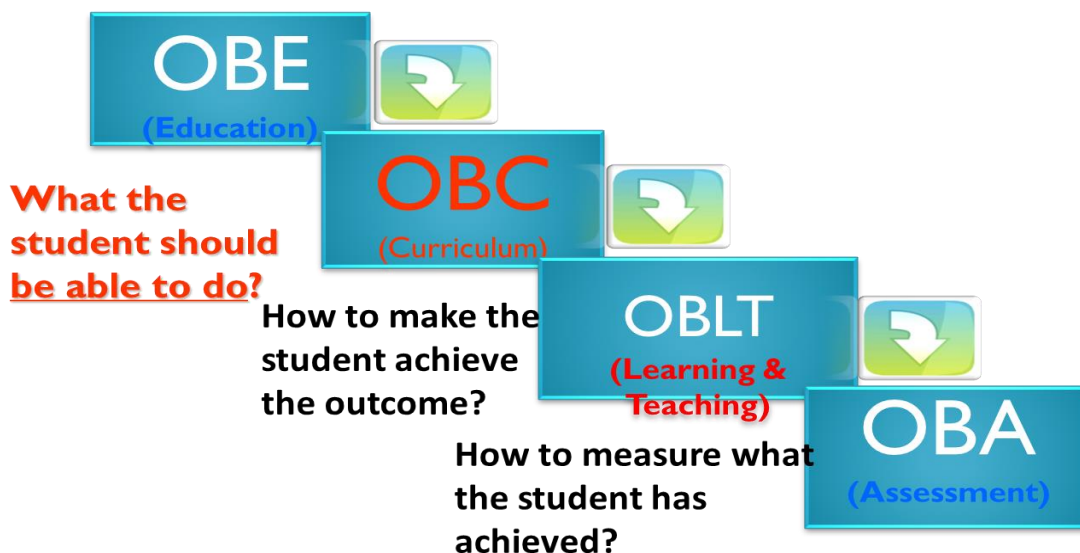 OBE
(Education)
OBC
(Curriculum)
What the
student should
be able to do?
OBLT
(Learning &
Teaching)
How to make the
student achieve
the outcome?
OBA
(Assessment)
How to measure what
the student has
achieved?